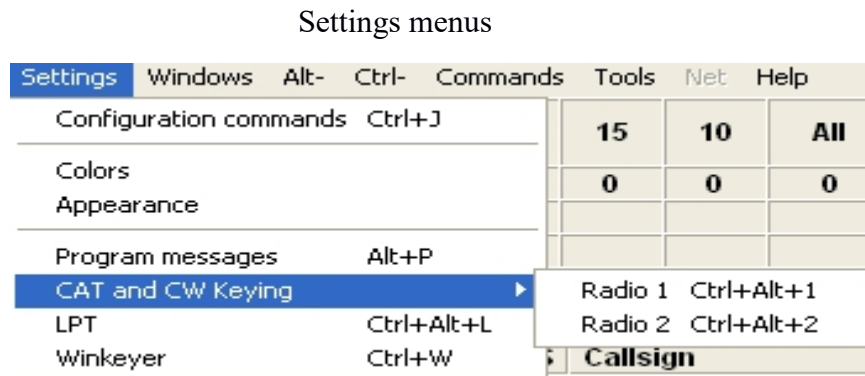 Settings menus
Settings Windows Alt- Ctrl- Commands Tools Net Help
Configuration commands Ctrl+J
15 10 All
Colors
0 0 0
Appearance
Program messages Alt+P
CAT and CW Keying
Radio 1 Ctrl+Alt+1
LPT Ctrl+Alt+L
Radio 2 Ctrl+Alt+2
Winkeyer Ctrl+W
Callsign